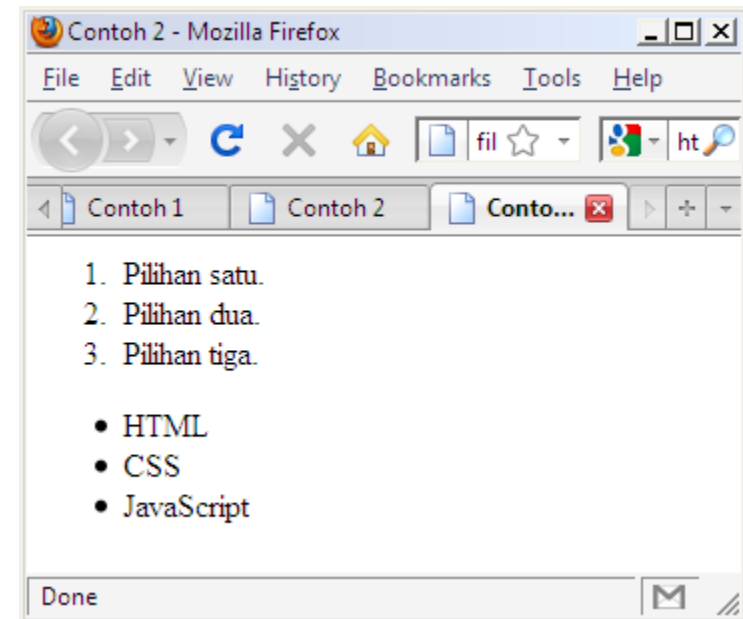 Contoh 2 - Mozilla Firefox
File Edit View History Bookmarks Tools Help
fil ht
Contoh 1 Contoh 2 Conto...
1. Pilihan satu.
2. Pilihan dua.
3. Pilihan tiga.
• HTML
• CSS
• JavaScript
Done